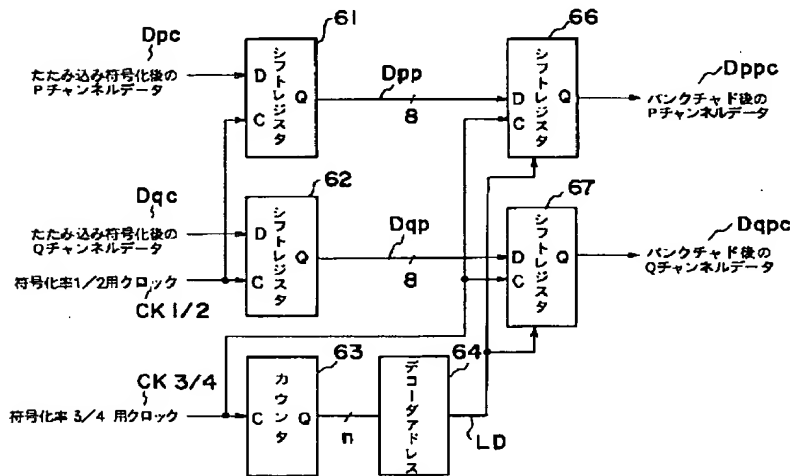 61
66
Dpc
たたみ込み符号化後の
Pチャンネルデータ
D
C
シフトレジスタ
Q
Dpp
8
D
C
シフトレジスタ
Q
Dppc
パンクチャド後の
Pチャンネルデータ
62
67
Dqc
たたみ込み符号化後の
Qチャンネルデータ
符号化率1/2用クロック
CK 1/2
D
C
シフトレジスタ
Q
Dqp
8
D
C
シフトレジスタ
Q
Dqpc
パンクチャド後の
Qチャンネルデータ
63
64
CK 3/4
符号化率 3/4 用クロック
C
カウンタ
Q
n
デコーダアドレス
LD